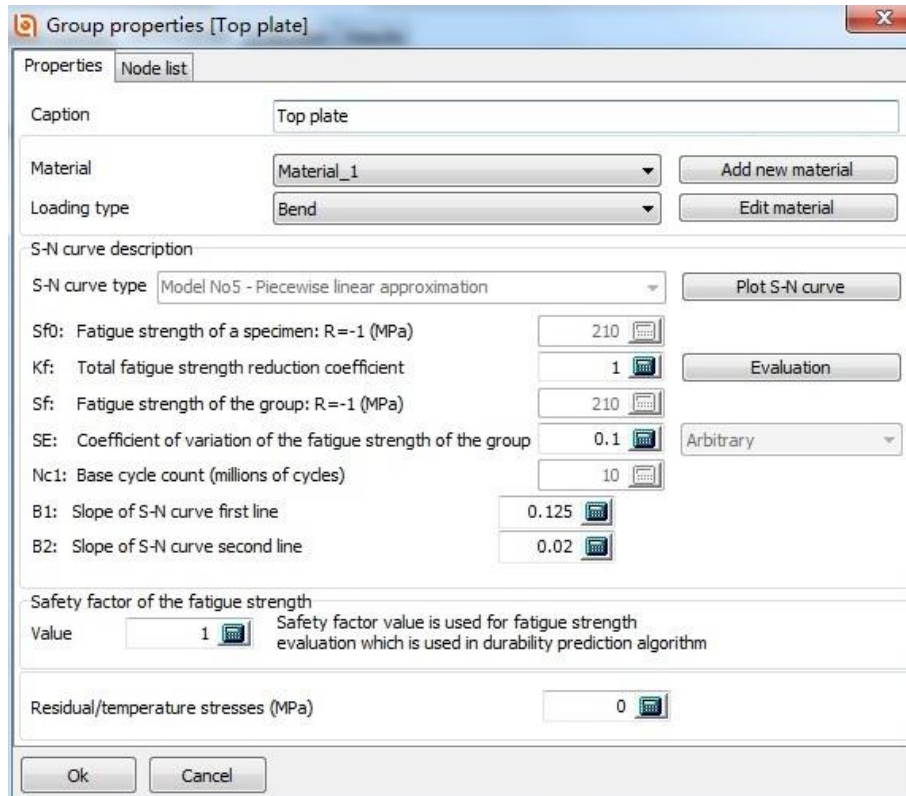 Group properties [Top plate]
Properties Node list
Caption Top plate
Material Material_1 Add new material
Loading type Bend Edit material
S-N curve description
S-N curve type Model No5 - Piecewise linear approximation Plot S-N curve
Sf0: Fatigue strength of a specimen: R=-1 (MPa) 210
Kf: Total fatigue strength reduction coefficient 1 Evaluation
Sf: Fatigue strength of the group: R=-1 (MPa) 210
SE: Coefficient of variation of the fatigue strength of the group 0.1 Arbitrary
Nc1: Base cycle count (millions of cycles) 10
B1: Slope of S-N curve first line 0.125
B2: Slope of S-N curve second line 0.02
Safety factor of the fatigue strength
Value 1 Safety factor value is used for fatigue strength
evaluation which is used in durability prediction algorithm
Residual/temperature stresses (MPa) 0
Ok Cancel